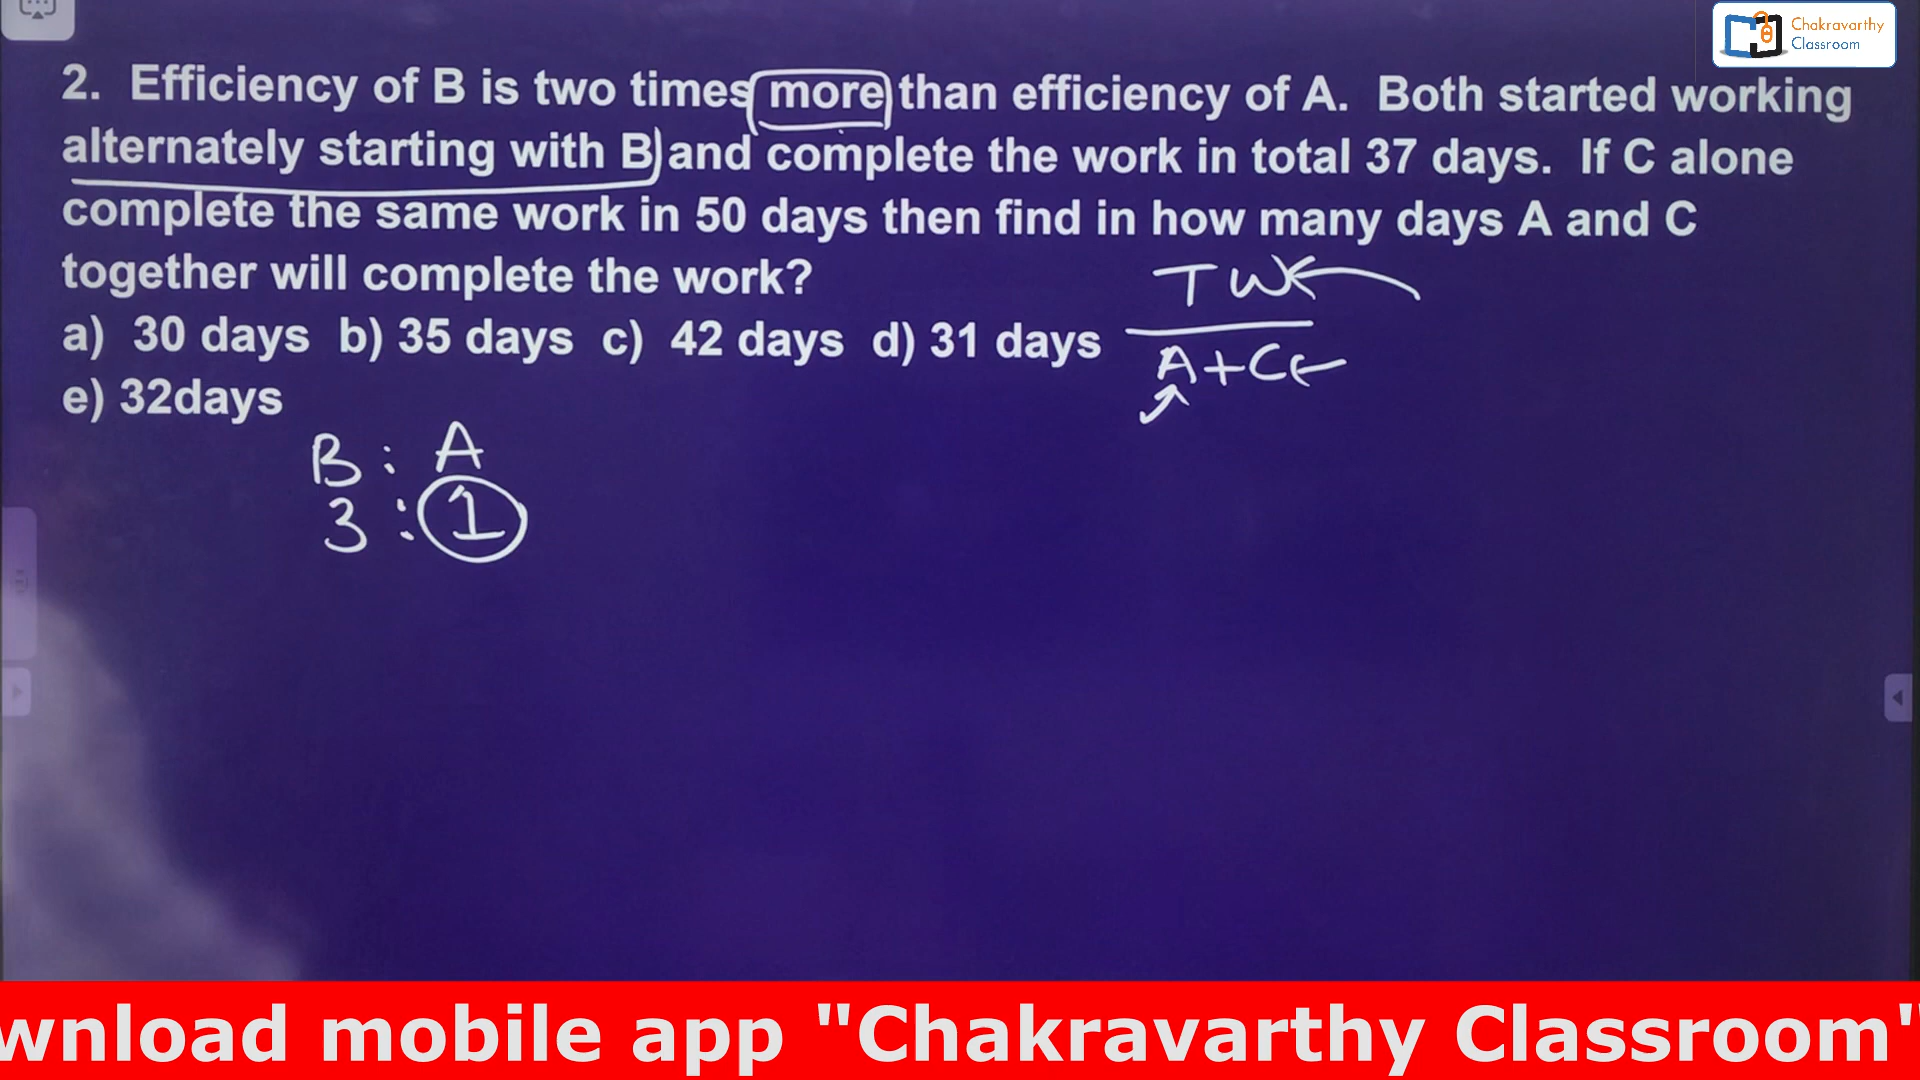 Chakravarthy
Classroom
2. Efficiency of B is two times more than efficiency of A. Both started working
alternately starting with B and complete the work in total 37 days. If C alone
complete the same work in 50 days then find in how many days A and C
together will complete the work?
a) 30 days b) 35 days c) 42 days d) 31 days
e) 32days
TW
A+C
B : A
3 : 1
wnload mobile app "Chakravarthy Classroom"